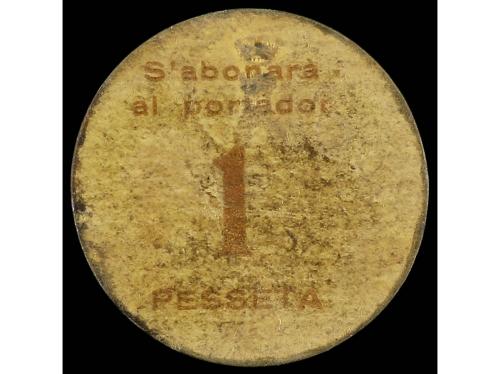 S'abonarà
al portador
1
PESSETA